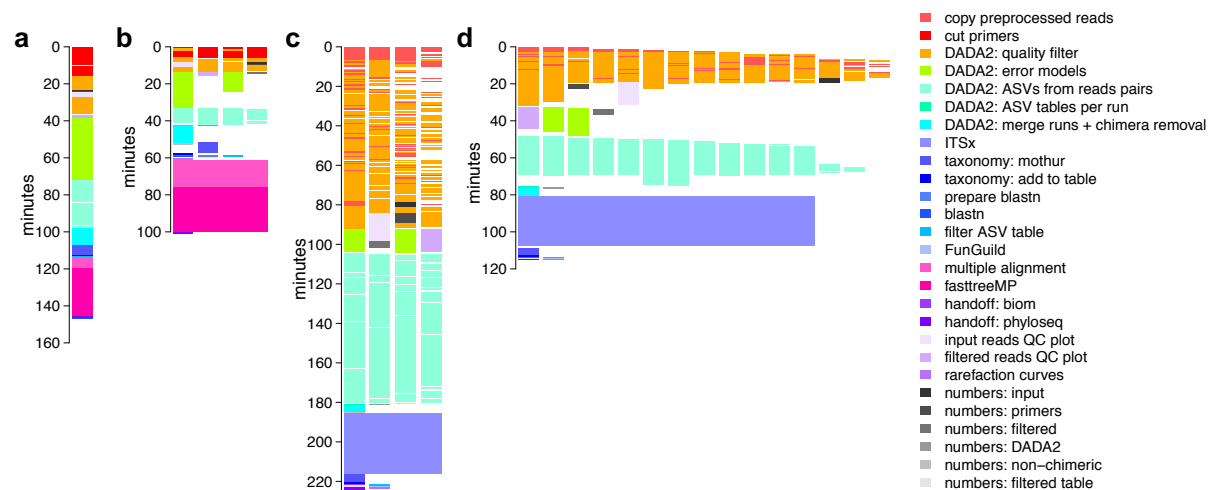 a
0
20
40
60
80
100
120
140
160
minutes
b
0
20
40
60
80
100
minutes
c
0
20
40
60
80
100
120
140
160
180
200
220
minutes
d
0
20
40
60
80
100
120
minutes
copy preprocessed reads
cut primers
DADA2: quality filter
DADA2: error models
DADA2: ASVs from reads pairs
DADA2: ASV tables per run
DADA2: merge runs + chimera removal
ITSx
taxonomy: mothur
taxonomy: add to table
prepare blastn
blastn
filter ASV table
FunGuild
multiple alignment
fasttreeMP
handoff: biom
handoff: phyloseq
input reads QC plot
filtered reads QC plot
rarefaction curves
numbers: input
numbers: primers
numbers: filtered
numbers: DADA2
numbers: non−chimeric
numbers: filtered table